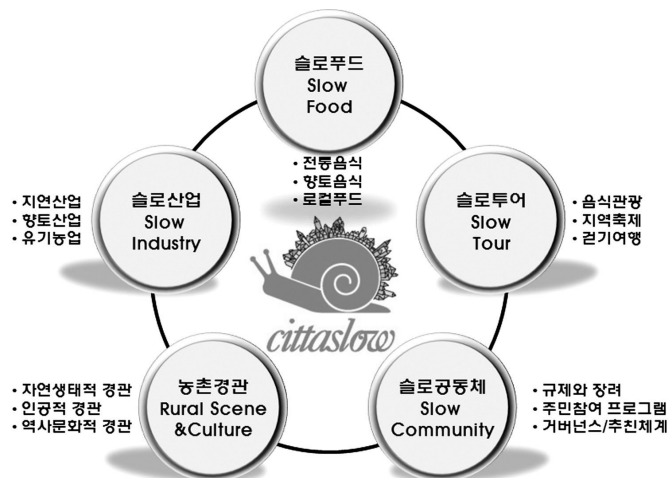 슬로푸드
Slow
Food
• 전통음식
• 향토음식
• 로컬푸드
• 지연산업
• 향토산업
• 유기농업
슬로산업
Slow
Industry
슬로투어
Slow
Tour
• 음식관광
• 지역축제
• 걷기여행
cittaslow
• 자연생태적 경관
• 인공적 경관
• 역사문화적 경관
농촌경관
Rural Scene
&Culture
슬로공동체
Slow
Community
• 규제와 장려
• 주민참여 프로그램
• 거버넌스/추친체계